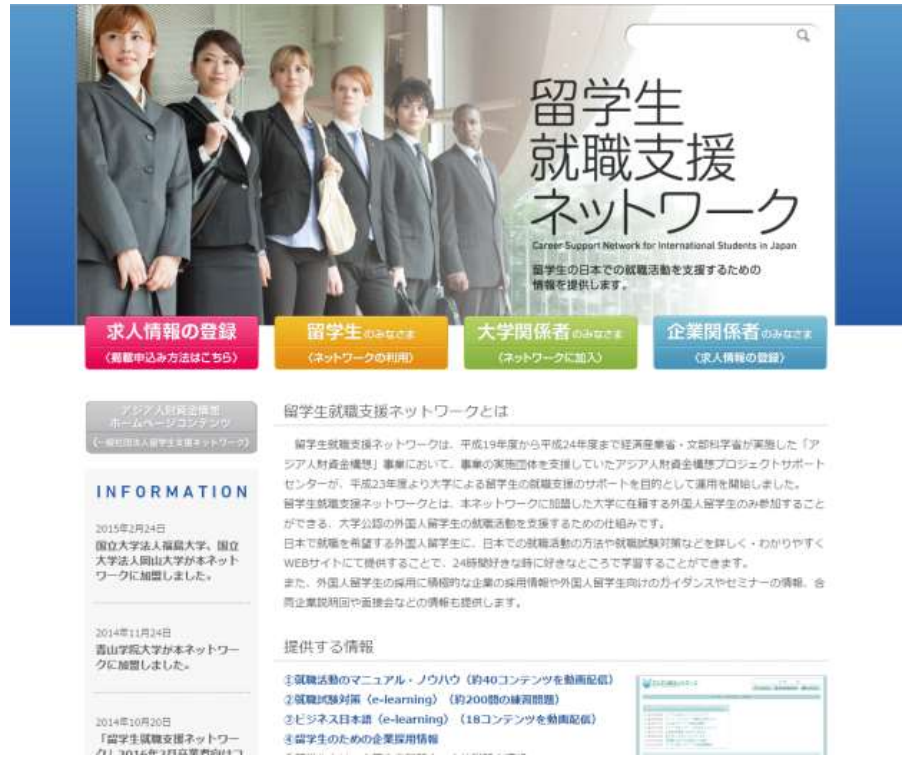 留学生
就職支援
ネットワーク
Career Support Network for International Students in Japan
留学生の日本での就職活動を支援するための
情報を提供します。
求人情報の登録
〈掲載申込み方法はこちら〉
留学生のみなさま
〈ネットワークの利用〉
大学関係者のみなさま
〈ネットワークに加入〉
企業関係者のみなさま
〈求人情報の登録〉
アジア人財資金構想
ホームページコンテンツ
〈一般社団法人留学生支援ネットワーク〉
INFORMATION
2015年2月24日
国立大学法人福島大学、国立
大学法人岡山大学が本ネット
ワークに加盟しました。
2014年11月24日
青山学院大学が本ネットワー
クに加盟しました。
2014年10月20日
「留学生就職支援ネットワー
留学生就職支援ネットワークとは
留学生就職支援ネットワークは、平成19年度から平成24年度まで経済産業省・文部科学省が実施した「ア
ジア人財資金構想」事業において、事業の実施団体を支援していたアジア人財資金構想プロジェクトサポート
センターが、平成23年度より大学による留学生の就職支援のサポートを目的として運用を開始しました。
留学生就職支援ネットワークとは、本ネットワークに加盟した大学に在籍する外国人留学生のみ参加すること
ができる、大学公認の外国人留学生の就職活動を支援するための仕組みです。
日本で就職を希望する外国人留学生に、日本での就職活動の方法や就職試験対策などを詳しく・わかりやすく
WEBサイトにて提供することで、24時間好きな時に好きなところで学習することができます。
また、外国人留学生の採用に積極的な企業の採用情報や外国人留学生向けのガイダンスやセミナーの情報、合
同企業説明回や面接会などの情報も提供します。
提供する情報
①就職活動のマニュアル・ノウハウ（約40コンテンツを動画配信）
②就職試験対策（e-learning）（約200問の練習問題）
③ビジネス日本語（e-learning）（18コンテンツを動画配信）
④留学生のための企業採用情報